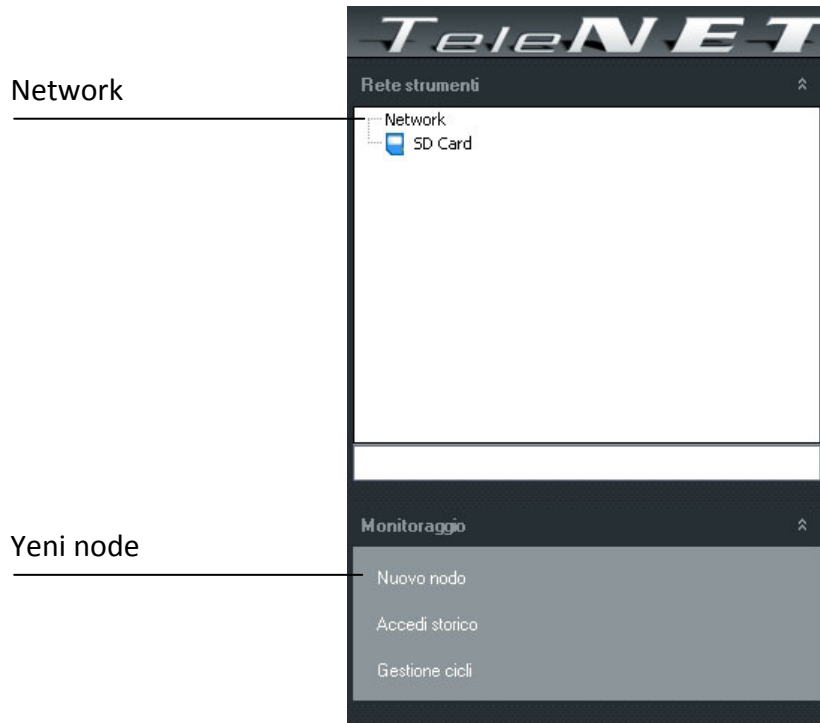 TeleNET
Network
Rete strumenti
Network
SD Card
Yeni node
Monitoraggio
Nuovo nodo
Accedi storico
Gestione cicli